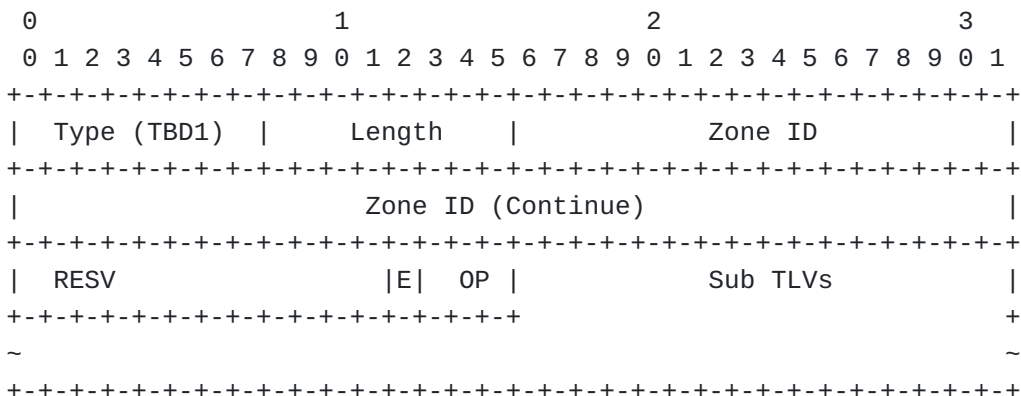 0                   1                   2                   3
 0 1 2 3 4 5 6 7 8 9 0 1 2 3 4 5 6 7 8 9 0 1 2 3 4 5 6 7 8 9 0 1
+-+-+-+-+-+-+-+-+-+-+-+-+-+-+-+-+-+-+-+-+-+-+-+-+-+-+-+-+-+-+-+-+
|  Type (TBD1)  |     Length    |            Zone ID            |
+-+-+-+-+-+-+-+-+-+-+-+-+-+-+-+-+-+-+-+-+-+-+-+-+-+-+-+-+-+-+-+-+
|                      Zone ID (Continue)                       |
+-+-+-+-+-+-+-+-+-+-+-+-+-+-+-+-+-+-+-+-+-+-+-+-+-+-+-+-+-+-+-+-+
|  RESV                 |E|  OP |            Sub TLVs           |
+-+-+-+-+-+-+-+-+-+-+-+-+-+-+-+-+                               +
~                                                               ~
+-+-+-+-+-+-+-+-+-+-+-+-+-+-+-+-+-+-+-+-+-+-+-+-+-+-+-+-+-+-+-+-+